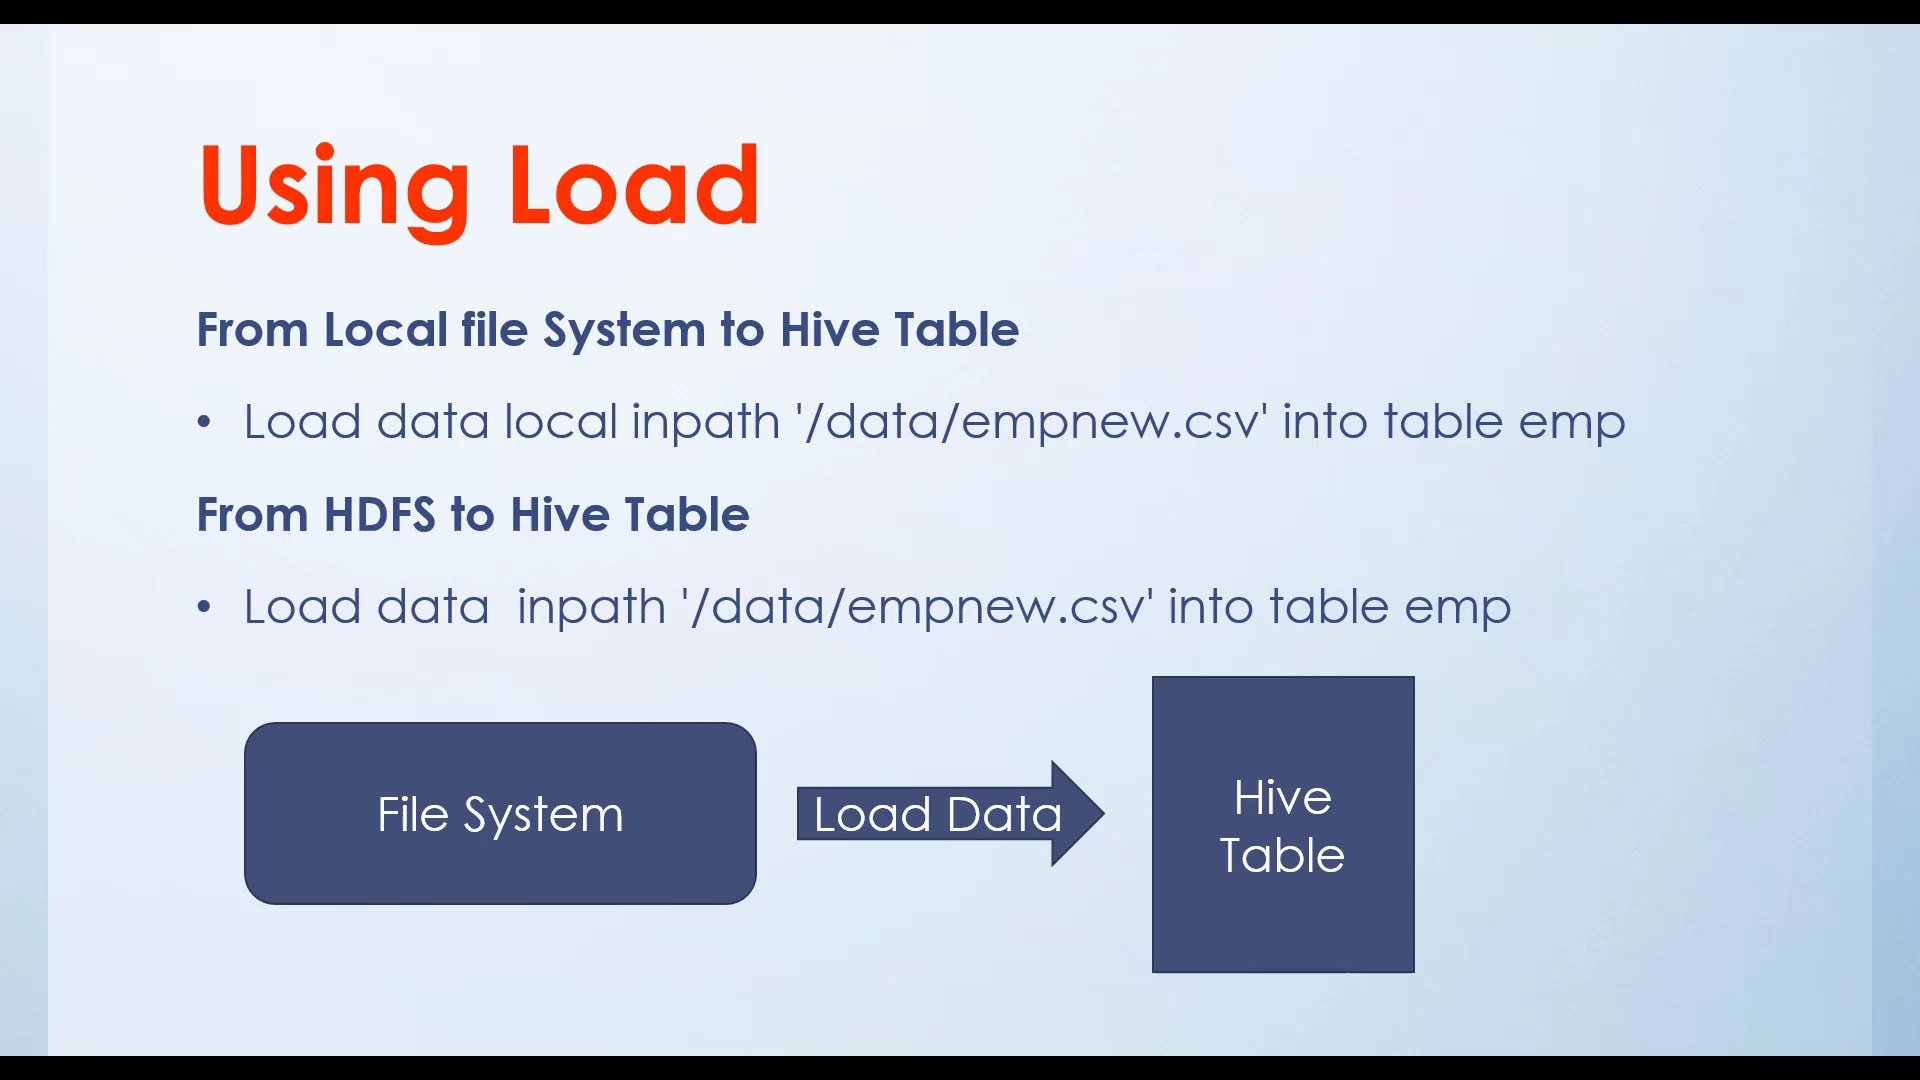 Using Load
From Local file System to Hive Table
• Load data local inpath '/data/empnew.csv' into table emp
From HDFS to Hive Table
• Load data  inpath '/data/empnew.csv' into table emp
File System
Load Data
Hive
Table